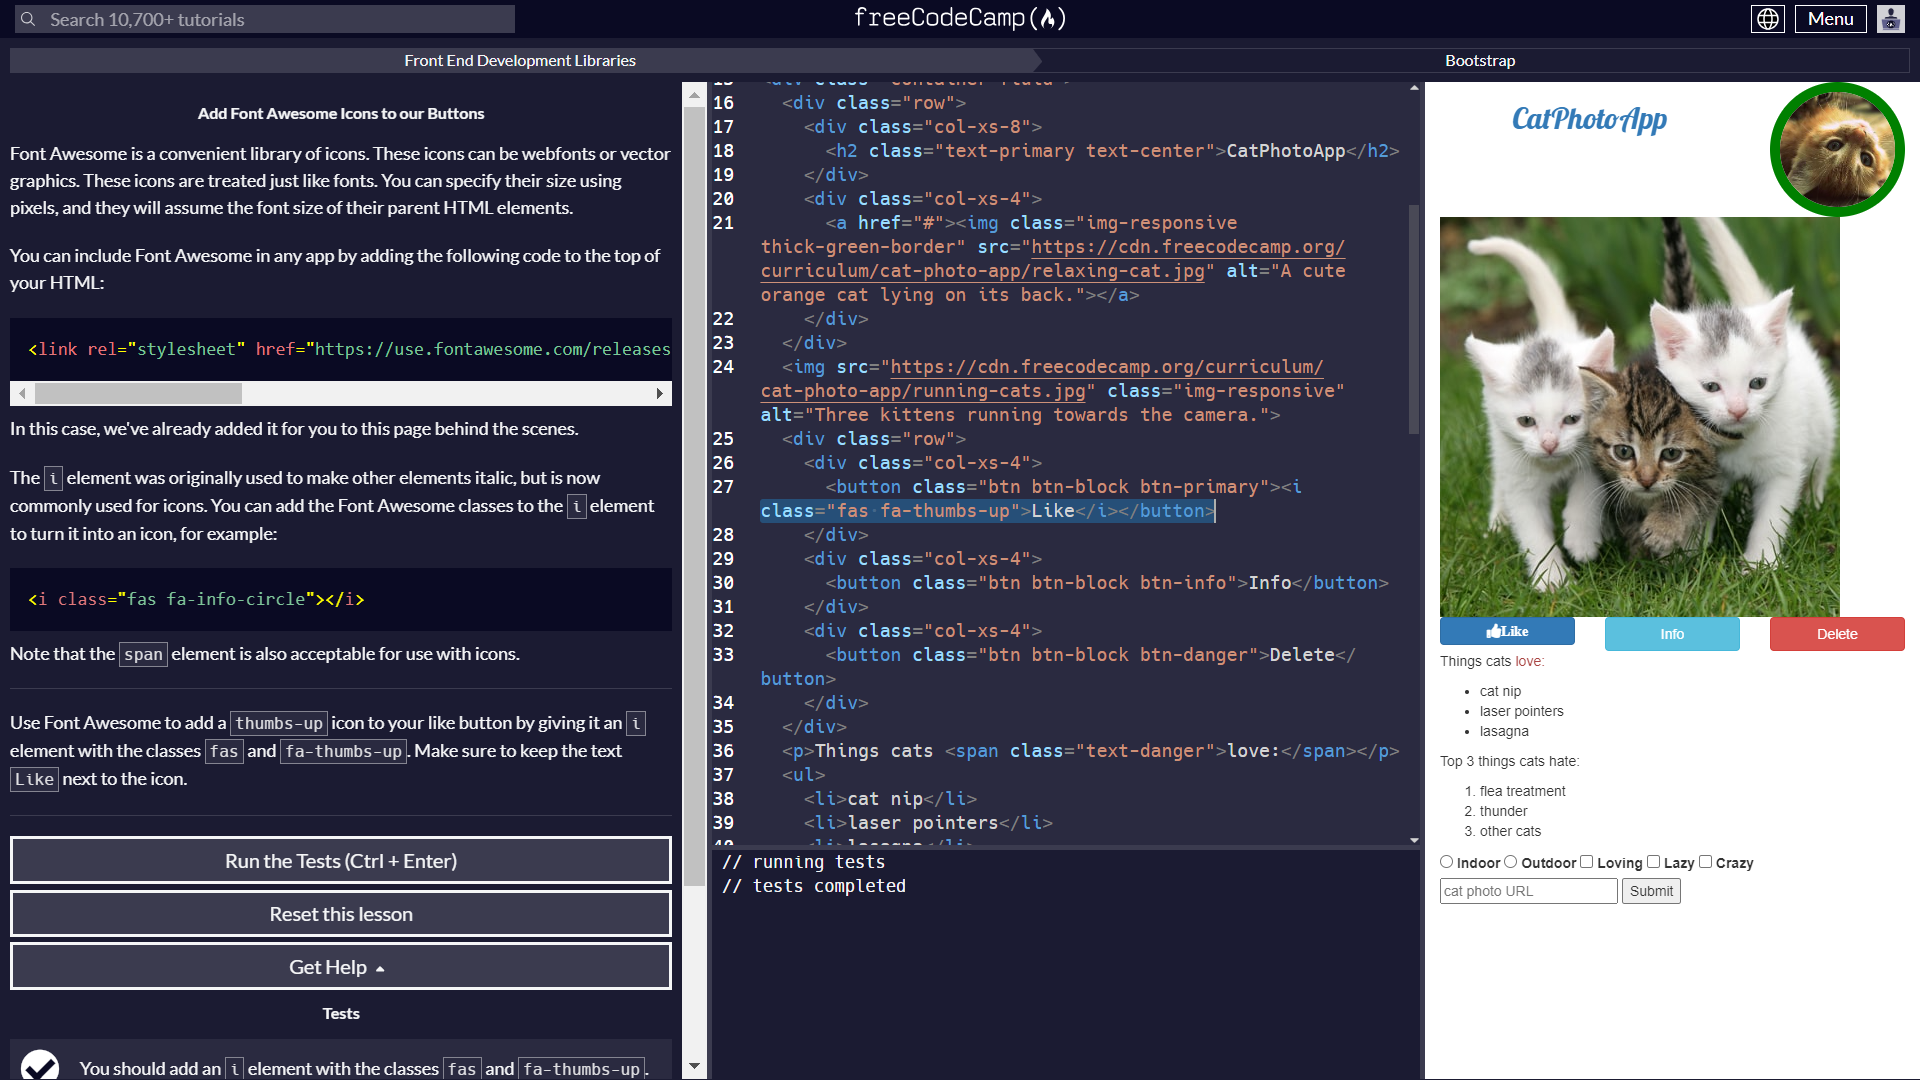 Search 10,700+ tutorials
freeCodeCamp
Menu
Front End Development Libraries
Bootstrap
Add Font Awesome Icons to our Buttons
Font Awesome is a convenient library of icons. These icons can be webfonts or vector
graphics. These icons are treated just like fonts. You can specify their size using
pixels, and they will assume the font size of their parent HTML elements.
You can include Font Awesome in any app by adding the following code to the top of
your HTML:
<link rel="stylesheet" href="https://use.fontawesome.com/releases
In this case, we've already added it for you to this page behind the scenes.
The i element was originally used to make other elements italic, but is now
commonly used for icons. You can add the Font Awesome classes to the i element
to turn it into an icon, for example:
<i class="fas fa-info-circle"></i>
Note that the span element is also acceptable for use with icons.
Use Font Awesome to add a thumbs-up icon to your like button by giving it an i
element with the classes fas and fa-thumbs-up. Make sure to keep the text
Like next to the icon.
Run the Tests (Ctrl + Enter)
Reset this lesson
Get Help
Tests
You should add an i element with the classes fas and fa-thumbs-up.
16 <div class="row">
17 <div class="col-xs-8">
18 <h2 class="text-primary text-center">CatPhotoApp</h2>
19 </div>
20 <div class="col-xs-4">
21 <a href="#"><img class="img-responsive
thick-green-border" src="https://cdn.freecodecamp.org/
curriculum/cat-photo-app/relaxing-cat.jpg" alt="A cute
orange cat lying on its back."></a>
22 </div>
23 </div>
24 <img src="https://cdn.freecodecamp.org/curriculum/
cat-photo-app/running-cats.jpg" class="img-responsive"
alt="Three kittens running towards the camera.">
25 <div class="row">
26 <div class="col-xs-4">
27 <button class="btn btn-block btn-primary"><i
class="fas fa-thumbs-up">Like</i></button>
28 </div>
29 <div class="col-xs-4">
30 <button class="btn btn-block btn-info">Info</button>
31 </div>
32 <div class="col-xs-4">
33 <button class="btn btn-block btn-danger">Delete</
button>
34 </div>
35 </div>
36 <p>Things cats <span class="text-danger">love:</span></p>
37 <ul>
38 <li>cat nip</li>
39 <li>laser pointers</li>
// running tests
// tests completed
CatPhotoApp
Like
Info
Delete
Things cats love:
cat nip
laser pointers
lasagna
Top 3 things cats hate:
1. flea treatment
2. thunder
3. other cats
Indoor Outdoor Loving Lazy Crazy
cat photo URL
Submit